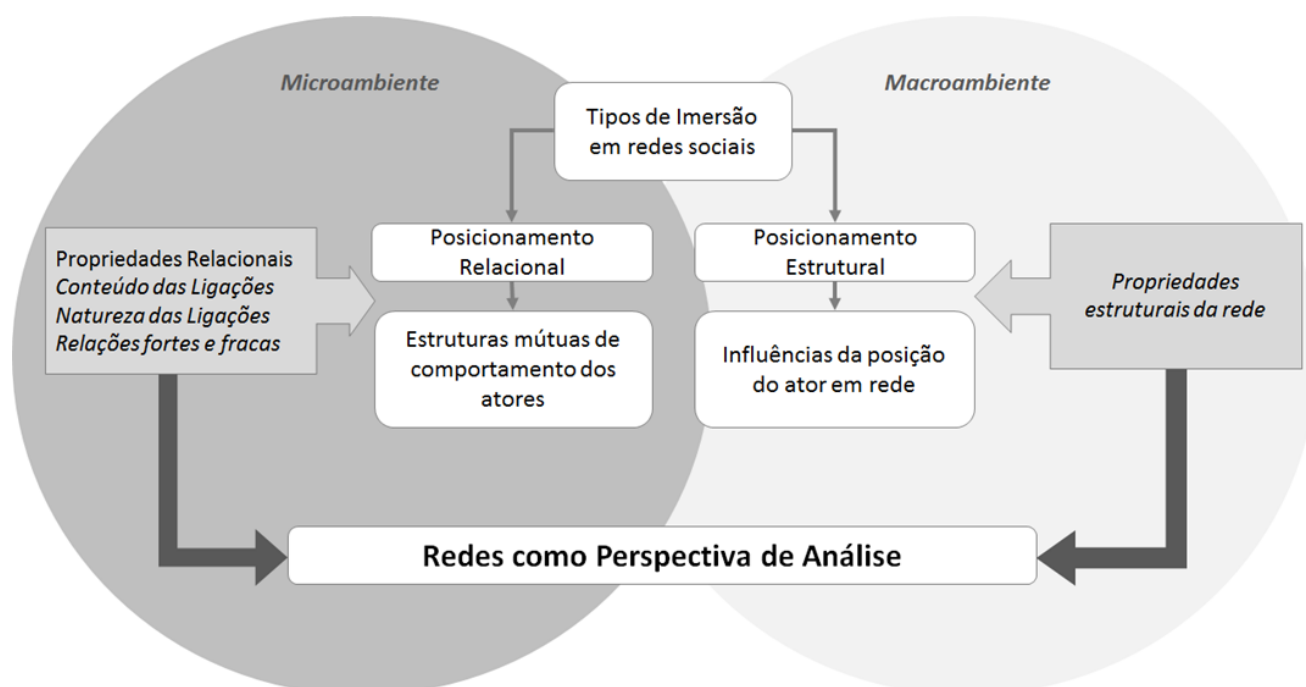 Microambiente
Macroambiente
Tipos de Imersão
em redes sociais
Posicionamento
Relacional
Posicionamento
Estrutural
Propriedades Relacionais
Conteúdo das Ligações
Natureza das Ligações
Relações fortes e fracas
Propriedades
estruturais da rede
Estruturas mútuas de
comportamento dos
atores
Influências da posição
do ator em rede
Redes como Perspectiva de Análise